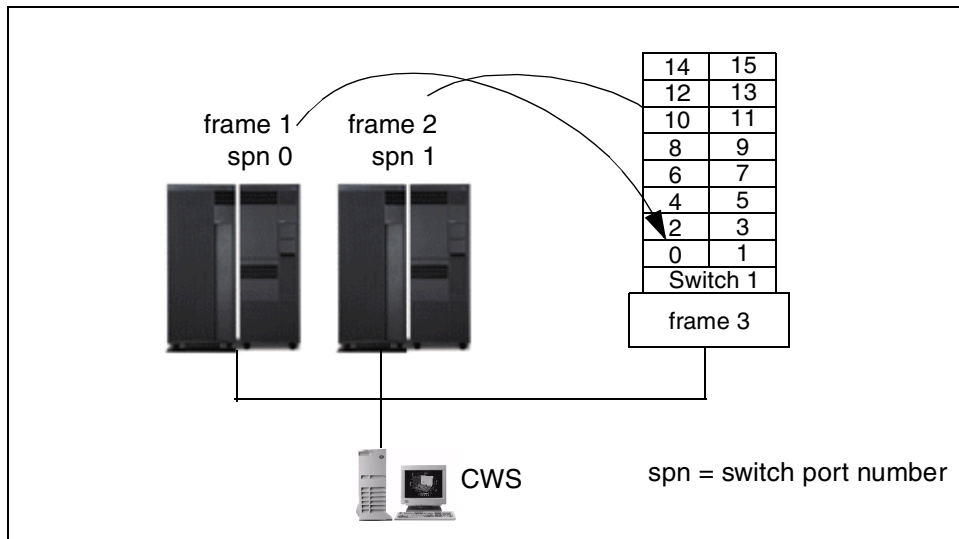 frame 1
spn 0
frame 2
spn 1
14 15
12 13
10 11
8 9
6 7
4 5
2 3
0 1
Switch 1
frame 3
CWS
spn = switch port number